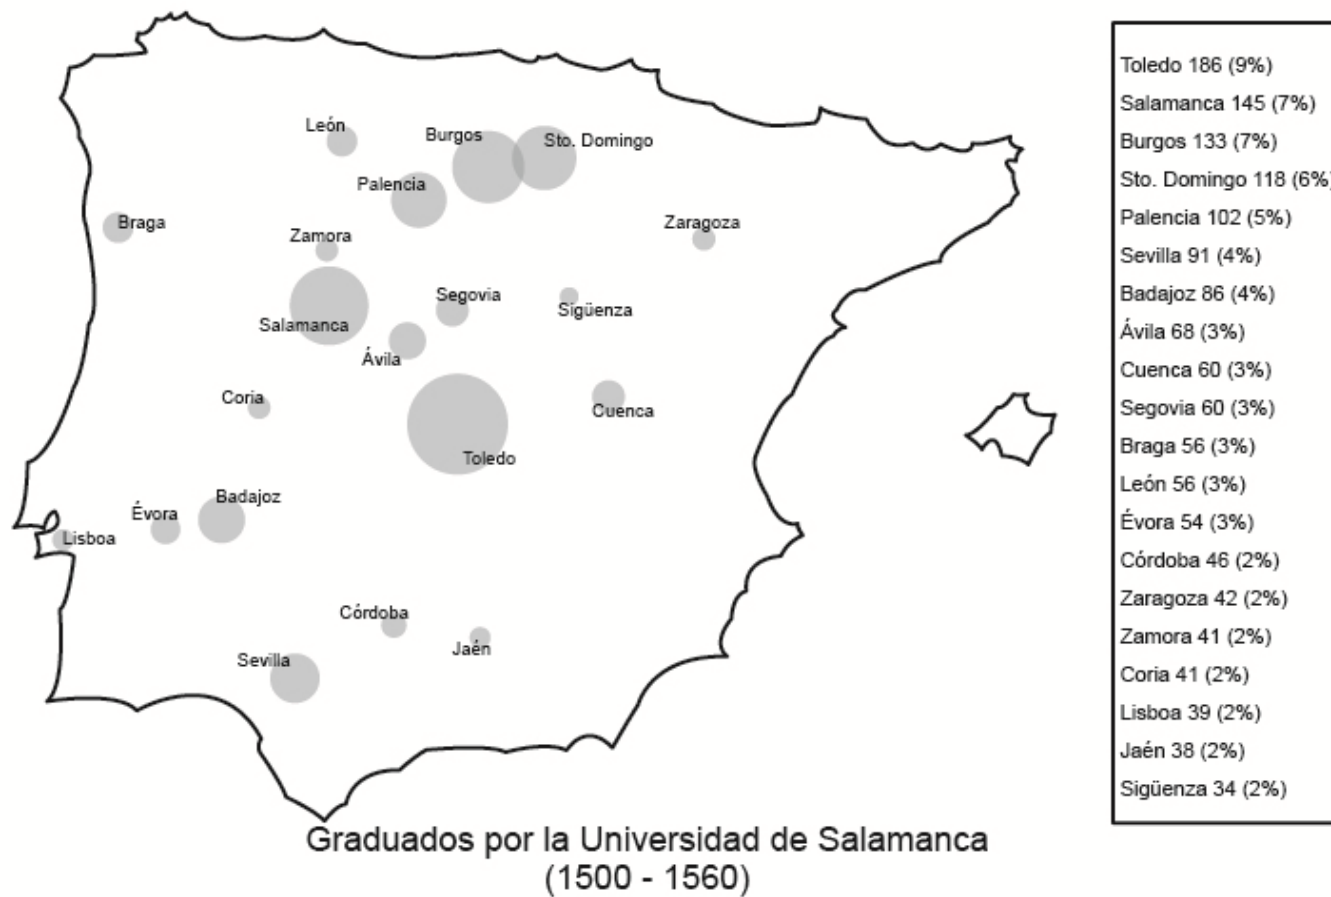 León
Burgos
Sto. Domingo
Palencia
Braga
Zamora
Zaragoza
Segovia
Sigüenza
Salamanca
Ávila
Coria
Cuenca
Toledo
Évora
Badajoz
Lisboa
Córdoba
Jaén
Sevilla
Graduados por la Universidad de Salamanca
(1500 - 1560)
Toledo 186 (9%)
Salamanca 145 (7%)
Burgos 133 (7%)
Sto. Domingo 118 (6%)
Palencia 102 (5%)
Sevilla 91 (4%)
Badajoz 86 (4%)
Ávila 68 (3%)
Cuenca 60 (3%)
Segovia 60 (3%)
Braga 56 (3%)
León 56 (3%)
Évora 54 (3%)
Córdoba 46 (2%)
Zaragoza 42 (2%)
Zamora 41 (2%)
Coria 41 (2%)
Lisboa 39 (2%)
Jaén 38 (2%)
Sigüenza 34 (2%)